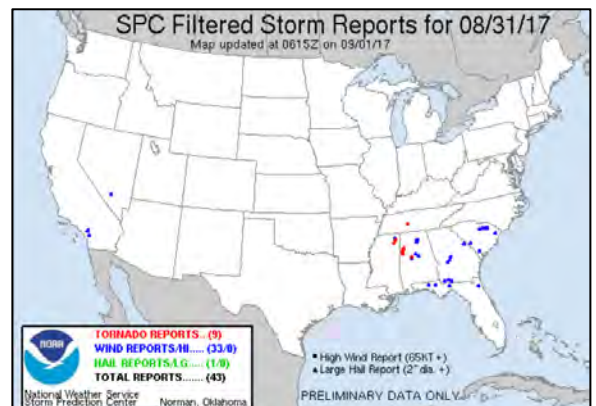 SPC Filtered Storm Reports for 08/31/17
Map updated at 0615Z on 09/01/17
TORNADO REPORTS.. (9)
WIND REPORTS/HI..... (33/0)
HAIL REPORTS/LG..... (1/0)
TOTAL REPORTS....... (43)
NOAA
National Weather Service
Storm Prediction Center Norman, Oklahoma
High Wind Report (65KT +)
Large Hail Report (2" dia. +)
PRELIMINARY DATA ONLY